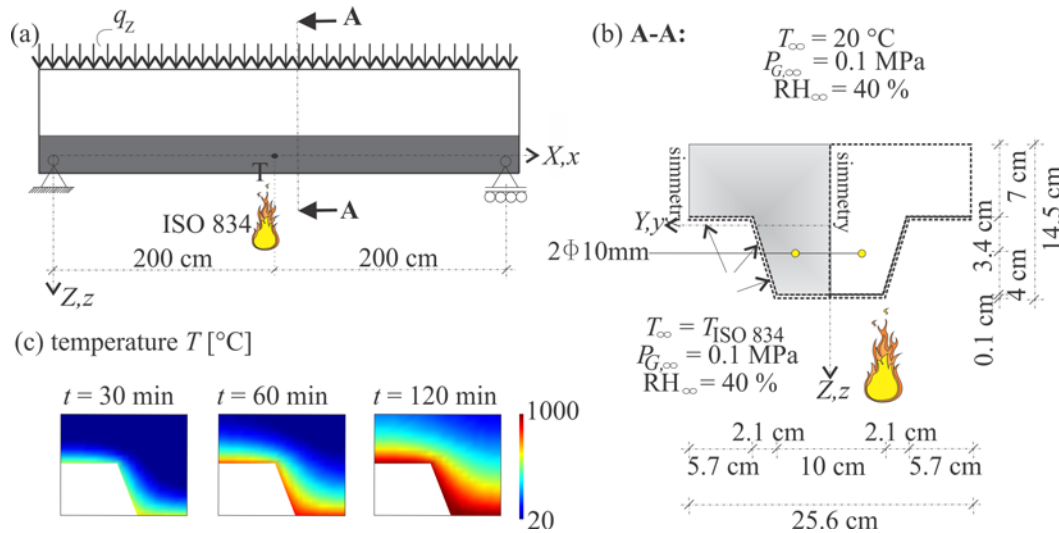 (a)
q_z
A
X,x
T
ISO 834
A
200 cm
200 cm
Z,z
(b) A-A:
T∞ = 20 °C
P_G,∞ = 0.1 MPa
RH∞ = 40 %
simmetry
simmetry
Y,y
2ϕ10mm
7 cm
3.4 cm
4 cm
0.1 cm
14.5 cm
T∞ = T_ISO 834
P_G,∞ = 0.1 MPa
RH∞ = 40 %
Z,z
2.1 cm
2.1 cm
5.7 cm
10 cm
5.7 cm
25.6 cm
(c) temperature T [°C]
t = 30 min
t = 60 min
t = 120 min
1000
20